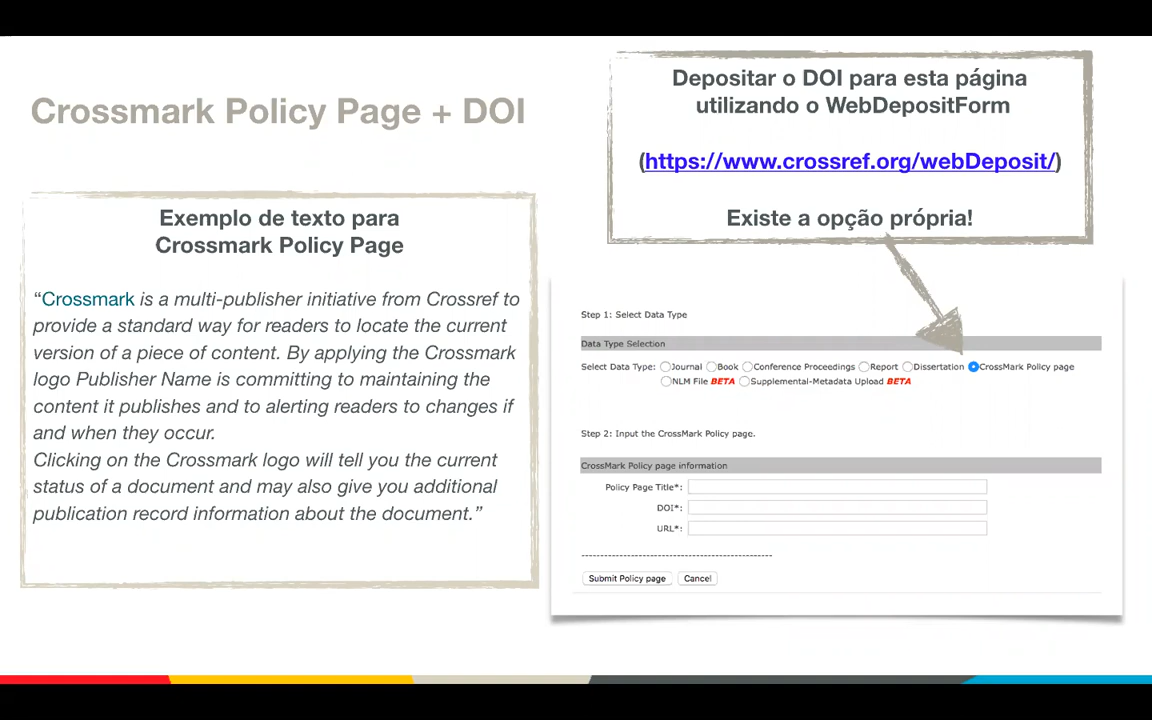 Crossmark Policy Page + DOI
Exemplo de texto para
Crossmark Policy Page
“Crossmark is a multi-publisher initiative from Crossref to
provide a standard way for readers to locate the current
version of a piece of content. By applying the Crossmark
logo Publisher Name is committing to maintaining the
content it publishes and to alerting readers to changes if
and when they occur.
Clicking on the Crossmark logo will tell you the current
status of a document and may also give you additional
publication record information about the document.”
Depositar o DOI para esta página
utilizando o WebDepositForm
(https://www.crossref.org/webDeposit/)
Existe a opção própria!
Step 1: Select Data Type
Data Type Selection
Select Data Type: Journal Book Conference Proceedings Report Dissertation CrossMark Policy page
NLM File BETA Supplemental-Metadata Upload BETA
Step 2: Input the CrossMark Policy page.
CrossMark Policy page information
Policy Page Title*:
DOI*:
URL*:
--------------------------------------------------
Submit Policy page Cancel